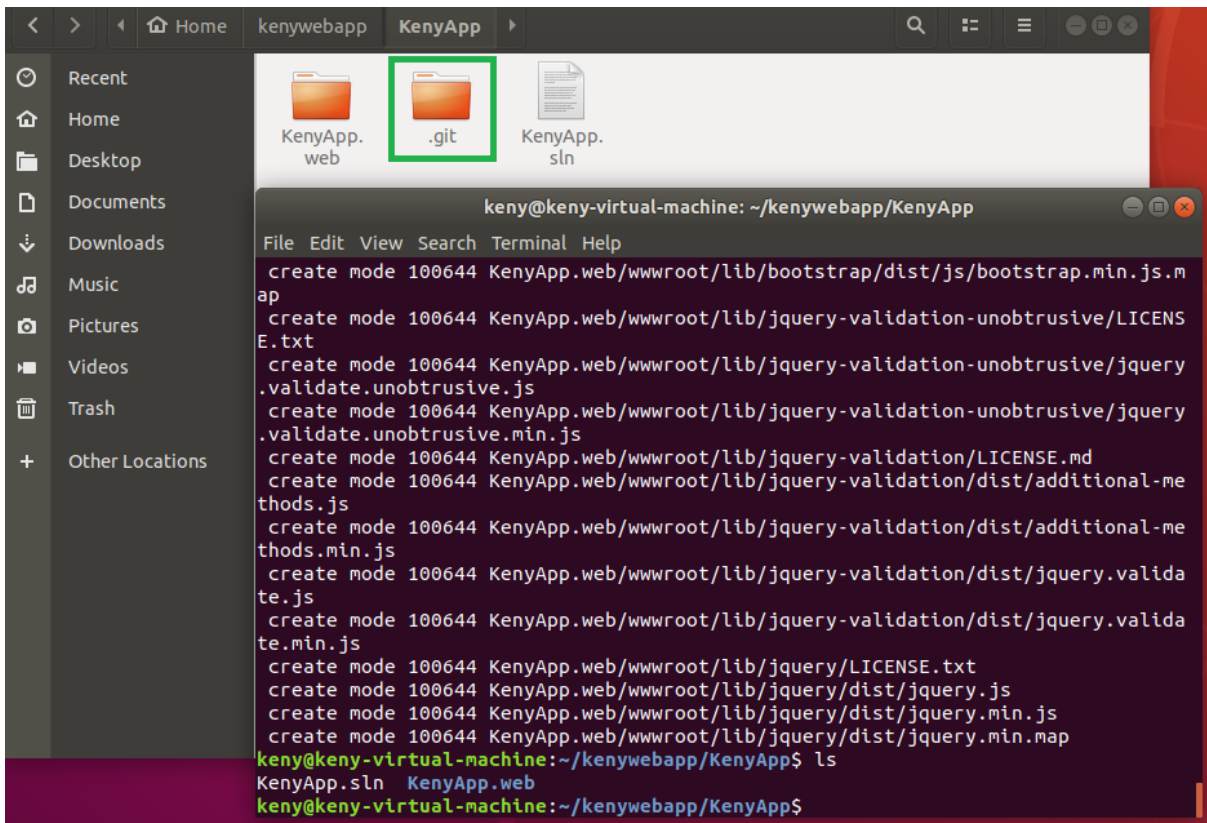 Home kenywebapp KenyApp
Recent
Home
Desktop
Documents
Downloads
Music
Pictures
Videos
Trash
Other Locations
KenyApp.
web
.git
KenyApp.
sln
keny@keny-virtual-machine: ~/kenywebapp/KenyApp
File Edit View Search Terminal Help
create mode 100644 KenyApp.web/wwwroot/lib/bootstrap/dist/js/bootstrap.min.js.m
ap
create mode 100644 KenyApp.web/wwwroot/lib/jquery-validation-unobtrusive/LICENS
E.txt
create mode 100644 KenyApp.web/wwwroot/lib/jquery-validation-unobtrusive/jquery
.validate.unobtrusive.js
create mode 100644 KenyApp.web/wwwroot/lib/jquery-validation-unobtrusive/jquery
.validate.unobtrusive.min.js
create mode 100644 KenyApp.web/wwwroot/lib/jquery-validation/LICENSE.md
create mode 100644 KenyApp.web/wwwroot/lib/jquery-validation/dist/additional-me
thods.js
create mode 100644 KenyApp.web/wwwroot/lib/jquery-validation/dist/additional-me
thods.min.js
create mode 100644 KenyApp.web/wwwroot/lib/jquery-validation/dist/jquery.valida
te.js
create mode 100644 KenyApp.web/wwwroot/lib/jquery-validation/dist/jquery.valida
te.min.js
create mode 100644 KenyApp.web/wwwroot/lib/jquery/LICENSE.txt
create mode 100644 KenyApp.web/wwwroot/lib/jquery/dist/jquery.js
create mode 100644 KenyApp.web/wwwroot/lib/jquery/dist/jquery.min.js
create mode 100644 KenyApp.web/wwwroot/lib/jquery/dist/jquery.min.map
keny@keny-virtual-machine:~/kenywebapp/KenyApp$ ls
KenyApp.sln KenyApp.web
keny@keny-virtual-machine:~/kenywebapp/KenyApp$